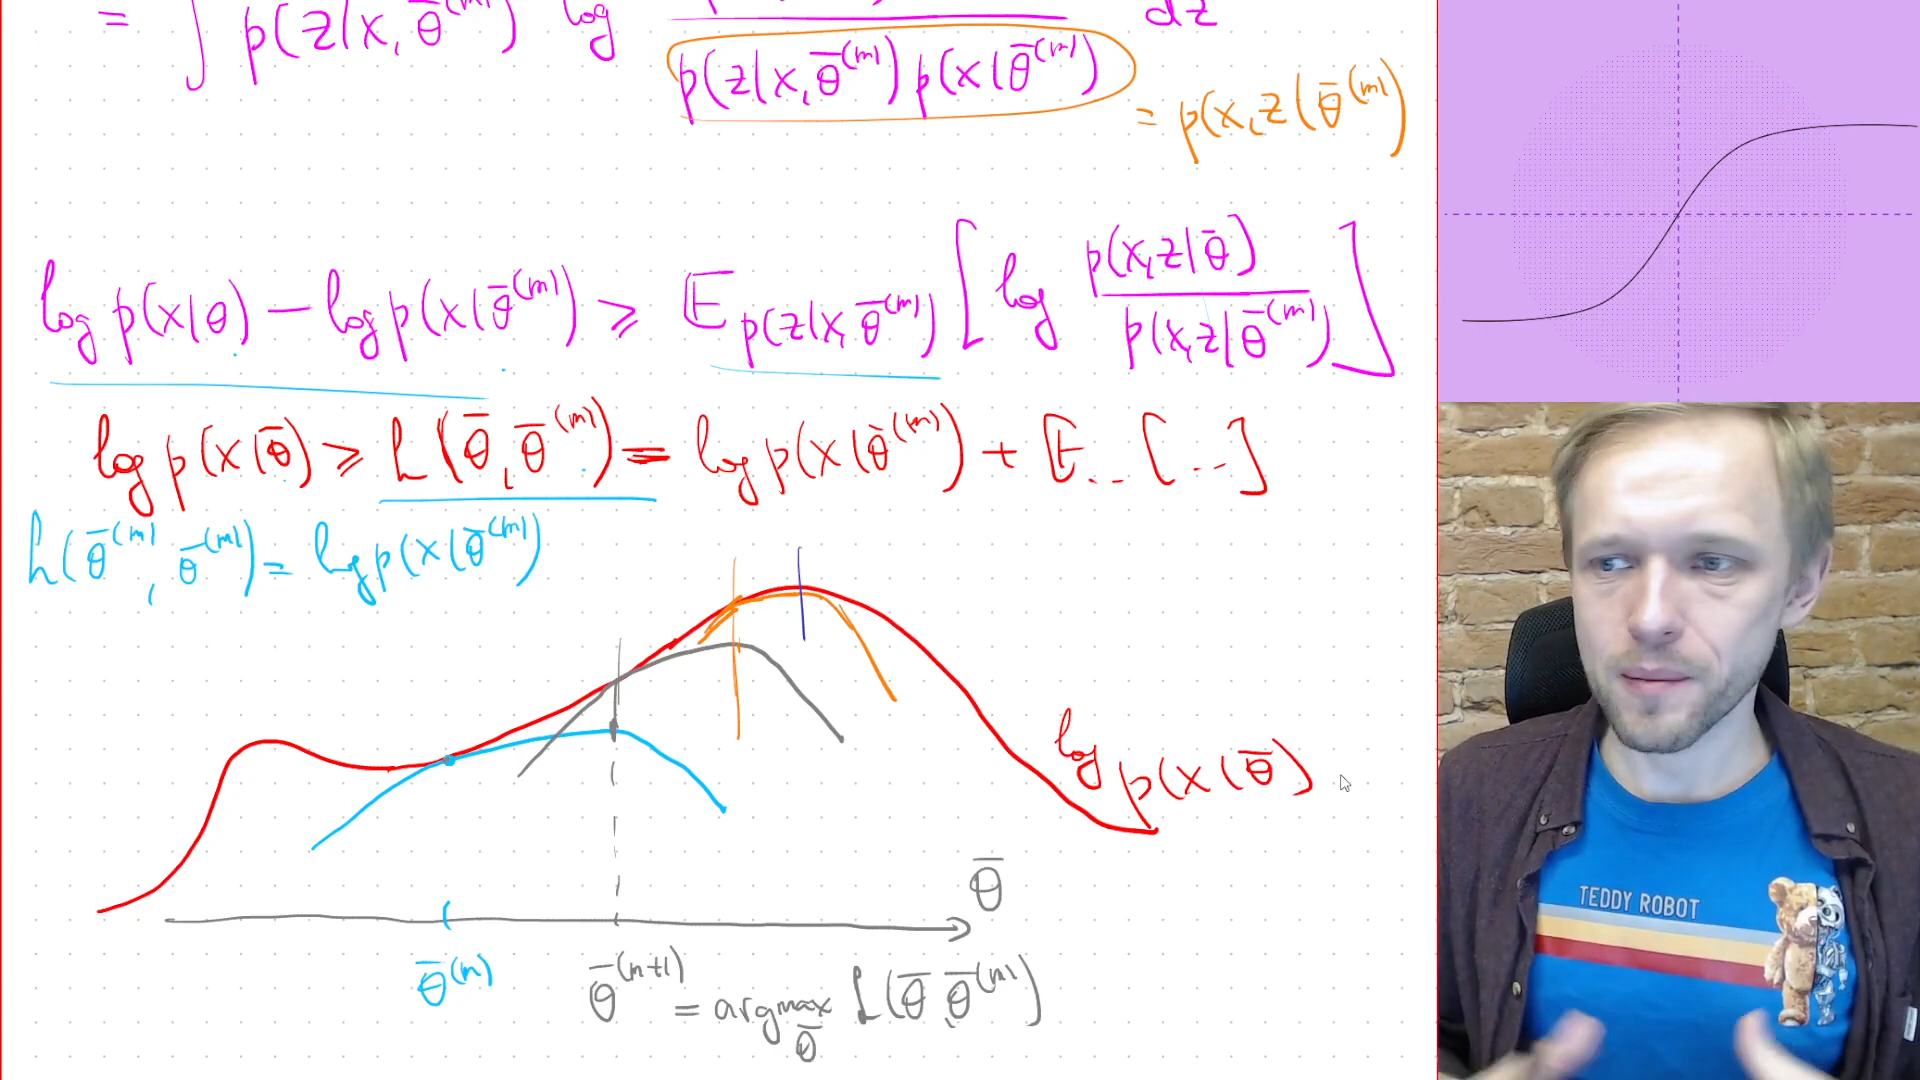 = ∫ p(z|x, θ̄^(m)) log dz
p(z|x, θ̄^(m)) p(x|θ̄^(m))
= p(x, z|θ̄^(m))
log p(x|θ) − log p(x|θ̄^(m)) ⩾ E_p(z|x, θ̄^(m)) [log p(x,z|θ̄) / p(x,z|θ̄^(m))]
log p(x|θ̄) ⩾ h(θ̄, θ̄^(m)) = log p(x|θ̄^(m)) + E... [...]
h(θ̄^(m), θ̄^(m)) = log p(x|θ̄^(m))
log p(x|θ̄)
θ̄
θ̄^(m)
θ̄^(m+1) = argmax_θ̄ h(θ̄, θ̄^(m))
TEDDY ROBOT